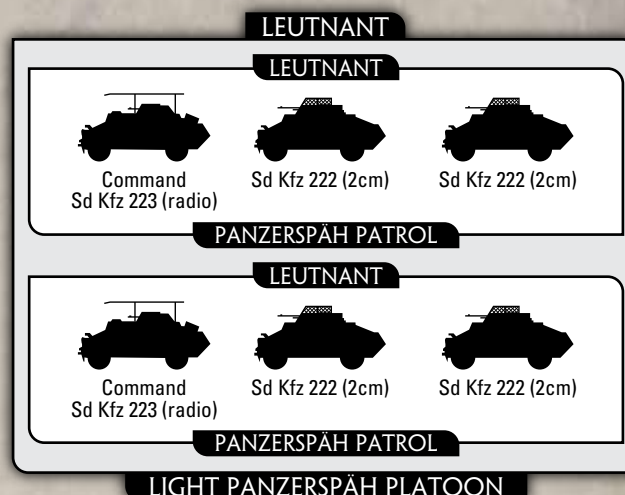 LEUTNANT
LEUTNANT
Command
Sd Kfz 223 (radio)
Sd Kfz 222 (2cm)
Sd Kfz 222 (2cm)
PANZERSPÄH PATROL
LEUTNANT
Command
Sd Kfz 223 (radio)
Sd Kfz 222 (2cm)
Sd Kfz 222 (2cm)
PANZERSPÄH PATROL
LIGHT PANZERSPÄH PLATOON